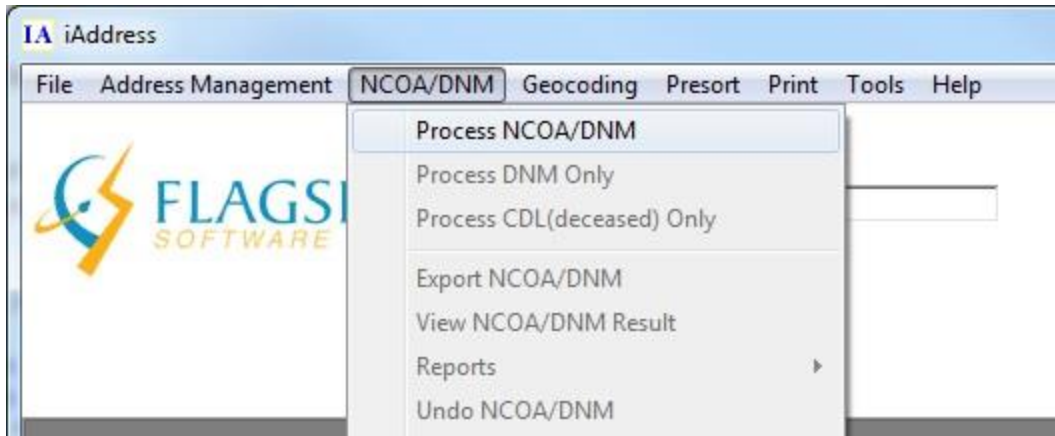 IA iAddress
File Address Management NCOA/DNM Geocoding Presort Print Tools Help
Process NCOA/DNM
Process DNM Only
Process CDL(deceased) Only
Export NCOA/DNM
View NCOA/DNM Result
Reports
Undo NCOA/DNM
SOFTWARE